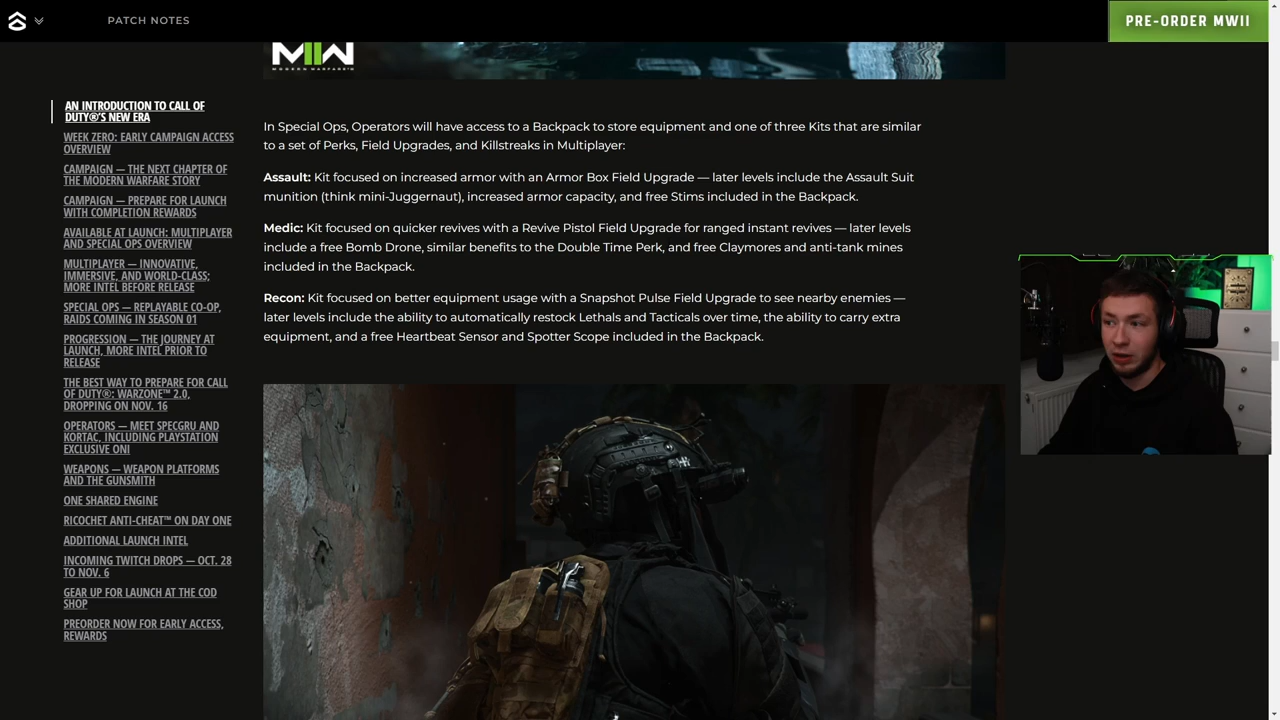 PATCH NOTES
PRE-ORDER MWII
MWII
MODERN WARFARE II
AN INTRODUCTION TO CALL OF
DUTY®'S NEW ERA
WEEK ZERO: EARLY CAMPAIGN ACCESS
OVERVIEW
CAMPAIGN — THE NEXT CHAPTER OF
THE MODERN WARFARE STORY
CAMPAIGN — PREPARE FOR LAUNCH
WITH COMPLETION REWARDS
AVAILABLE AT LAUNCH: MULTIPLAYER
AND SPECIAL OPS OVERVIEW
MULTIPLAYER — INNOVATIVE,
IMMERSIVE, AND WORLD-CLASS;
MORE INTEL BEFORE RELEASE
SPECIAL OPS — REPLAYABLE CO-OP,
RAIDS COMING IN SEASON 01
PROGRESSION — THE JOURNEY AT
LAUNCH, MORE INTEL PRIOR TO
RELEASE
THE BEST WAY TO PREPARE FOR CALL
OF DUTY®: WARZONE™ 2.0,
DROPPING ON NOV. 16
OPERATORS — MEET SPECGRU AND
KORTAC, INCLUDING PLAYSTATION
EXCLUSIVE ONI
WEAPONS — WEAPON PLATFORMS
AND THE GUNSMITH
ONE SHARED ENGINE
RICOCHET ANTI-CHEAT™ ON DAY ONE
ADDITIONAL LAUNCH INTEL
INCOMING TWITCH DROPS — OCT. 28
TO NOV. 6
GEAR UP FOR LAUNCH AT THE COD
SHOP
PREORDER NOW FOR EARLY ACCESS,
REWARDS
In Special Ops, Operators will have access to a Backpack to store equipment and one of three Kits that are similar
to a set of Perks, Field Upgrades, and Killstreaks in Multiplayer:
Assault: Kit focused on increased armor with an Armor Box Field Upgrade — later levels include the Assault Suit
munition (think mini-Juggernaut), increased armor capacity, and free Stims included in the Backpack.
Medic: Kit focused on quicker revives with a Revive Pistol Field Upgrade for ranged instant revives — later levels
include a free Bomb Drone, similar benefits to the Double Time Perk, and free Claymores and anti-tank mines
included in the Backpack.
Recon: Kit focused on better equipment usage with a Snapshot Pulse Field Upgrade to see nearby enemies —
later levels include the ability to automatically restock Lethals and Tacticals over time, the ability to carry extra
equipment, and a free Heartbeat Sensor and Spotter Scope included in the Backpack.